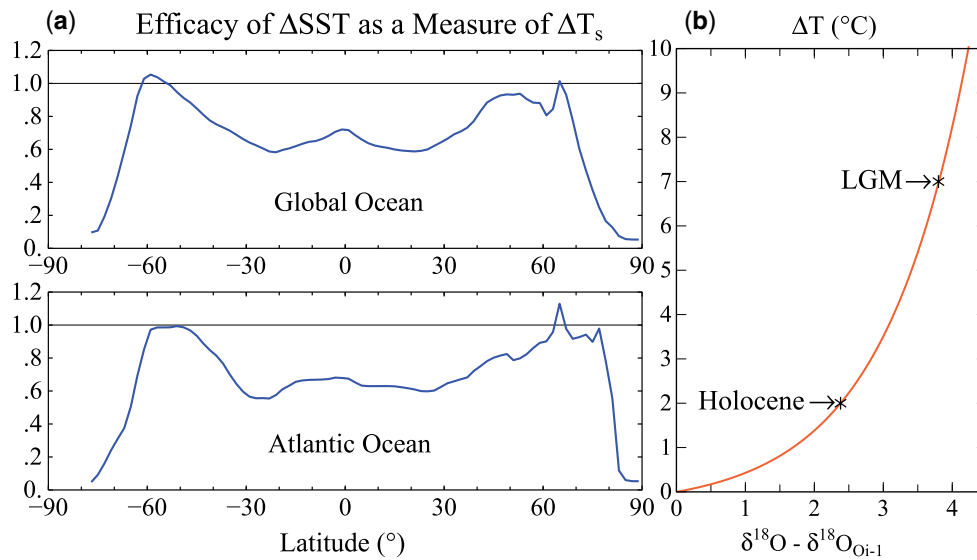 (a) Efficacy of ΔSST as a Measure of ΔTs
1.2
1.0
.8
.6
.4
.2
0.
Global Ocean
−90 −60 −30 0 30 60 90
1.2
1.0
.8
.6
.4
.2
0.
Atlantic Ocean
−90 −60 −30 0 30 60 90
Latitude (°)
(b) ΔT (°C)
10
9
8
7
6
5
4
3
2
1
0
LGM
Holocene
0 1 2 3 4
δ18O - δ18OOi-1